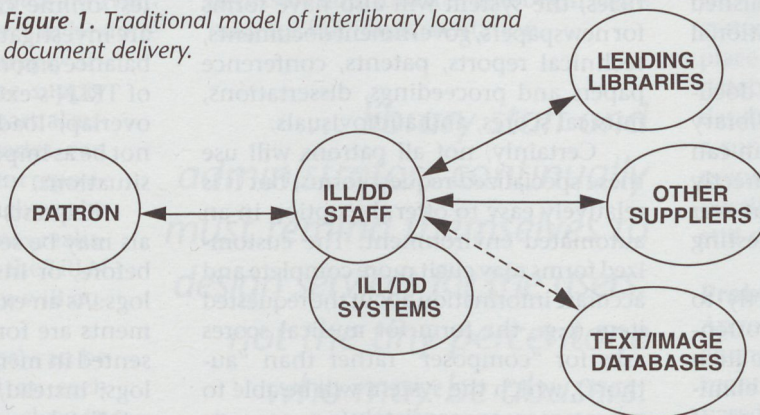 Figure 1. Traditional model of interlibrary loan and
document delivery.
LENDING
LIBRARIES
PATRON
ILL/DD
STAFF
OTHER
SUPPLIERS
ILL/DD
SYSTEMS
TEXT/IMAGE
DATABASES